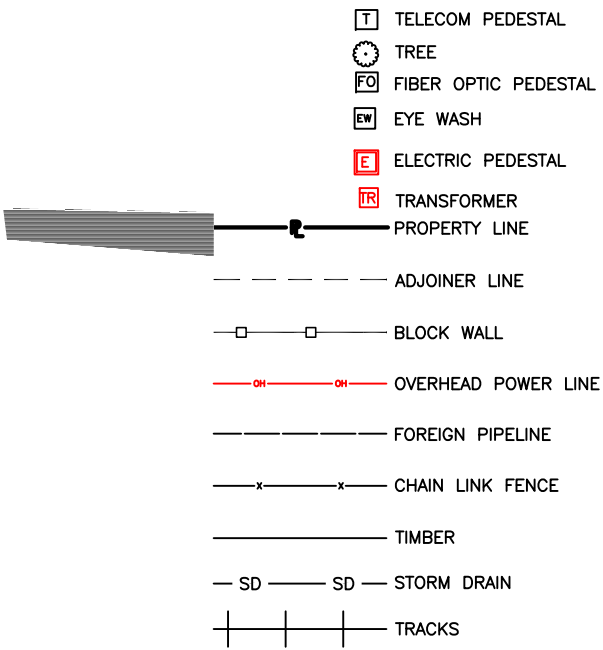 T TELECOM PEDESTAL
TREE
FO FIBER OPTIC PEDESTAL
EW EYE WASH
E ELECTRIC PEDESTAL
TR TRANSFORMER
PL PROPERTY LINE
ADJOINER LINE
BLOCK WALL
OH OH OVERHEAD POWER LINE
FOREIGN PIPELINE
x x CHAIN LINK FENCE
TIMBER
SD SD STORM DRAIN
TRACKS